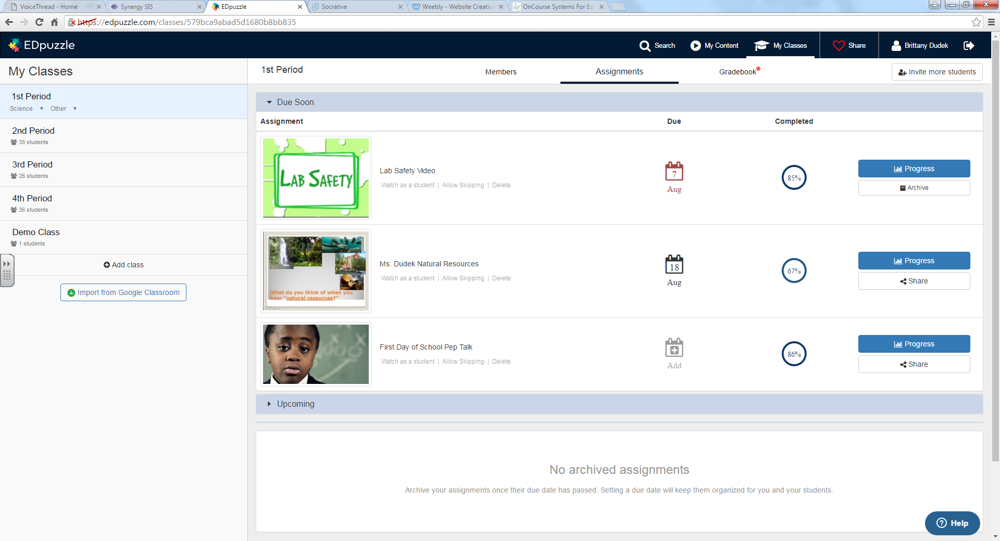 VoiceThread - Home
Synergy SIS
EDpuzzle
Socrative
Weebly - Website Creatio
OnCourse Systems For Ed
https://edpuzzle.com/classes/579bca9abad5d1680b8bb835
EDpuzzle
Search
My Content
My Classes
Share
Brittany Dudek
My Classes
1st Period
Members
Assignments
Gradebook
Invite more students
1st Period
Science ▾ Other ▾
2nd Period
38 students
3rd Period
26 students
4th Period
36 students
Demo Class
1 students
Add class
Import from Google Classroom
Due Soon
Assignment Due Completed
LAB SAFETY
Lab Safety Video
Watch as a student | Allow Skipping | Delete
7
Aug
85%
Progress
Archive
What do you think of when you
hear "natural resources?"
Ms. Dudek Natural Resources
Watch as a student | Allow Skipping | Delete
18
Aug
67%
Progress
Share
First Day of School Pep Talk
Watch as a student | Allow Skipping | Delete
Add
86%
Progress
Share
Upcoming
No archived assignments
Archive your assignments once their due date has passed. Setting a due date will keep them organized for you and your students.
Help